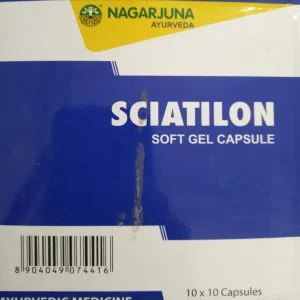 NAGARJUNA
AYURVEDA
SCIATILON
SOFT GEL CAPSULE
8904049074416
10 x 10 Capsules
AYURVEDIC MEDICINE